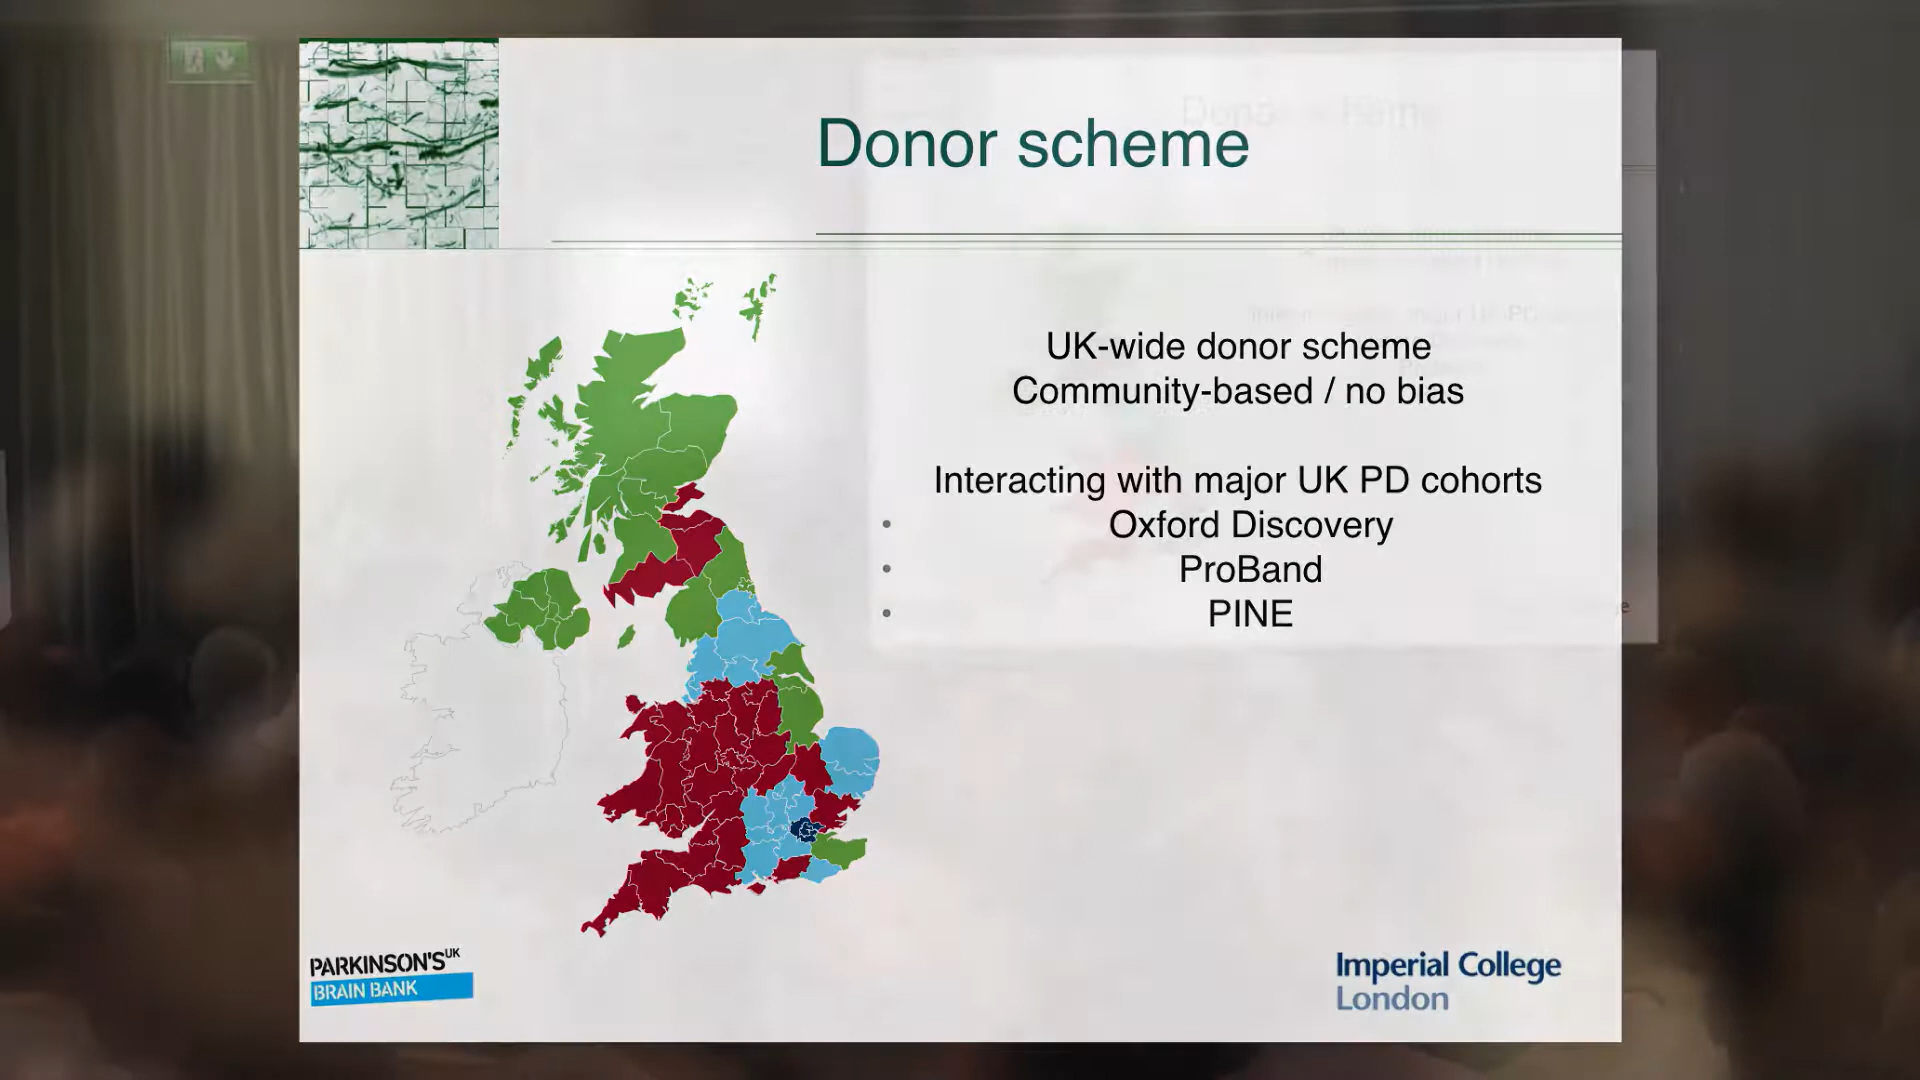 Donor scheme
UK-wide donor scheme
Community-based / no bias
Interacting with major UK PD cohorts
• Oxford Discovery
• ProBand
• PINE
PARKINSON'S UK
BRAIN BANK
Imperial College
London